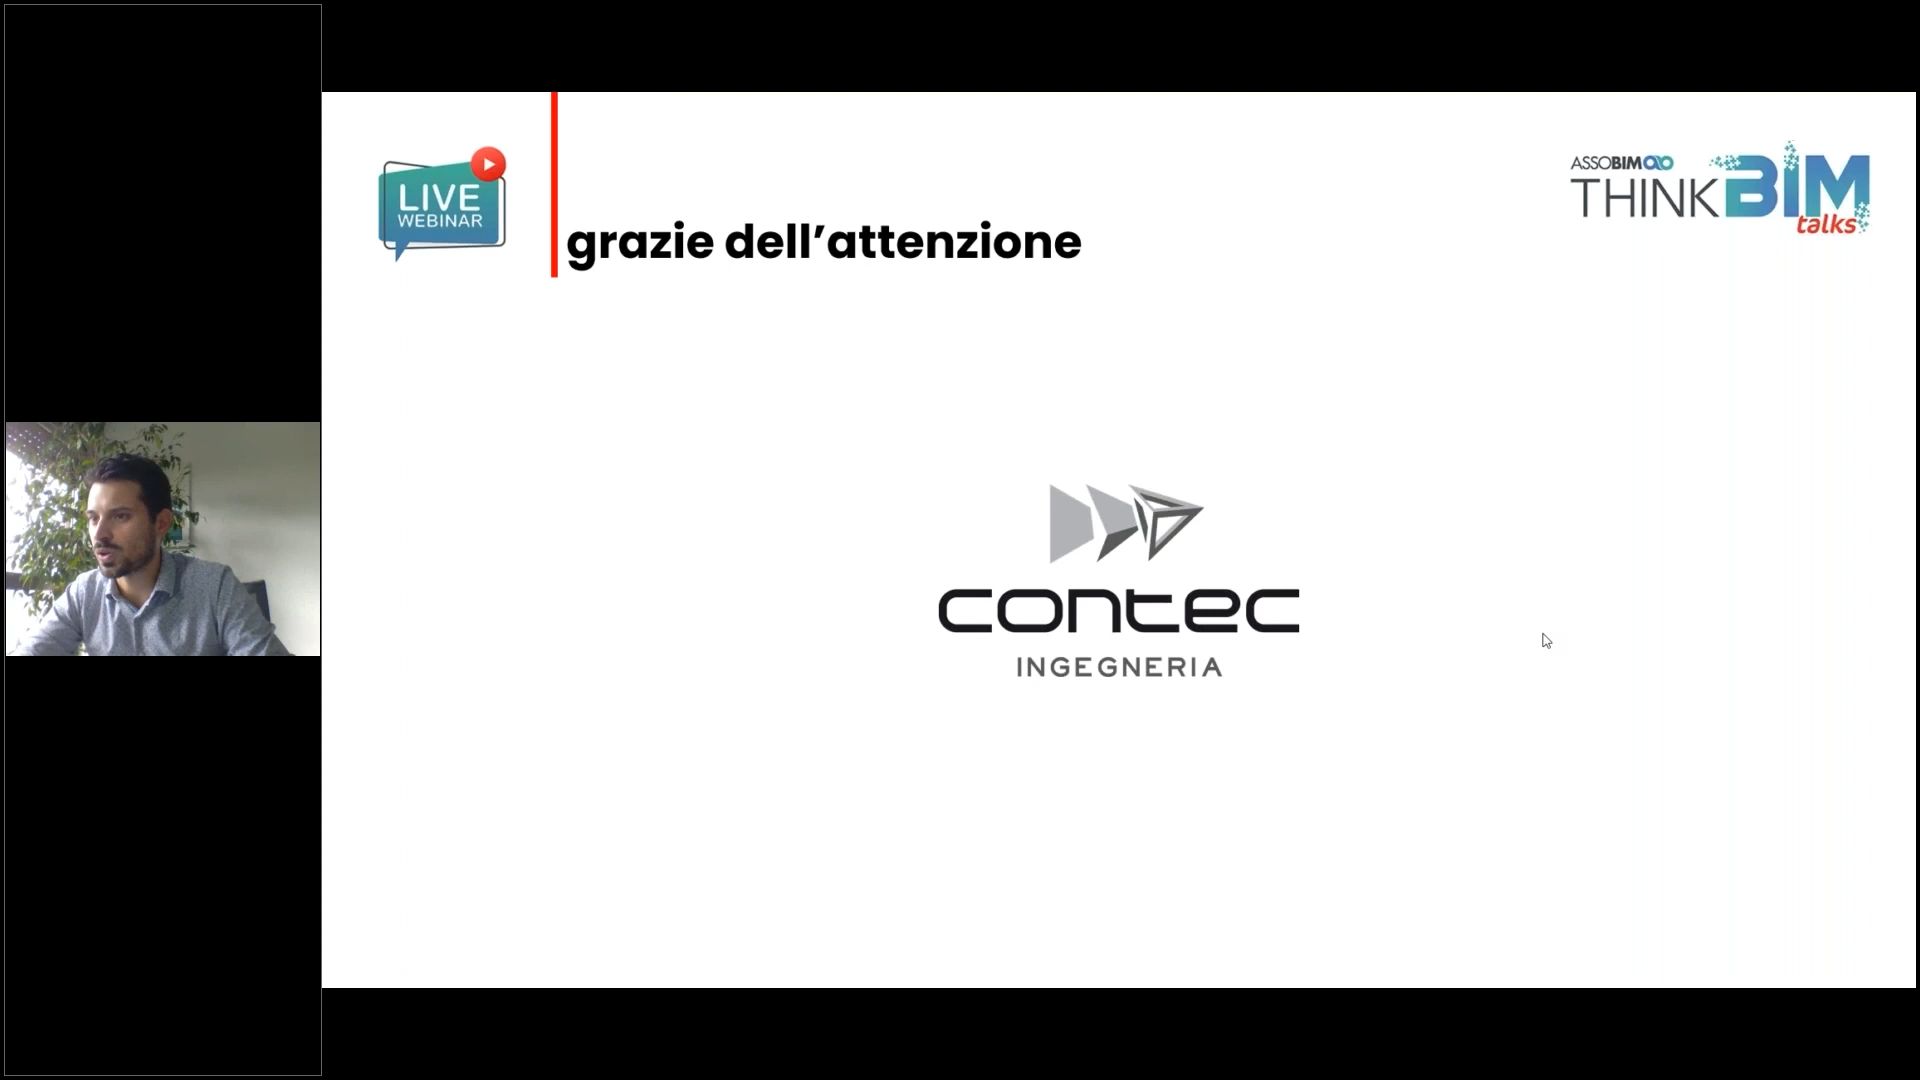 LIVE
WEBINAR
grazie dell’attenzione
ASSOBIM
THINKBIM
talks
contec
INGEGNERIA